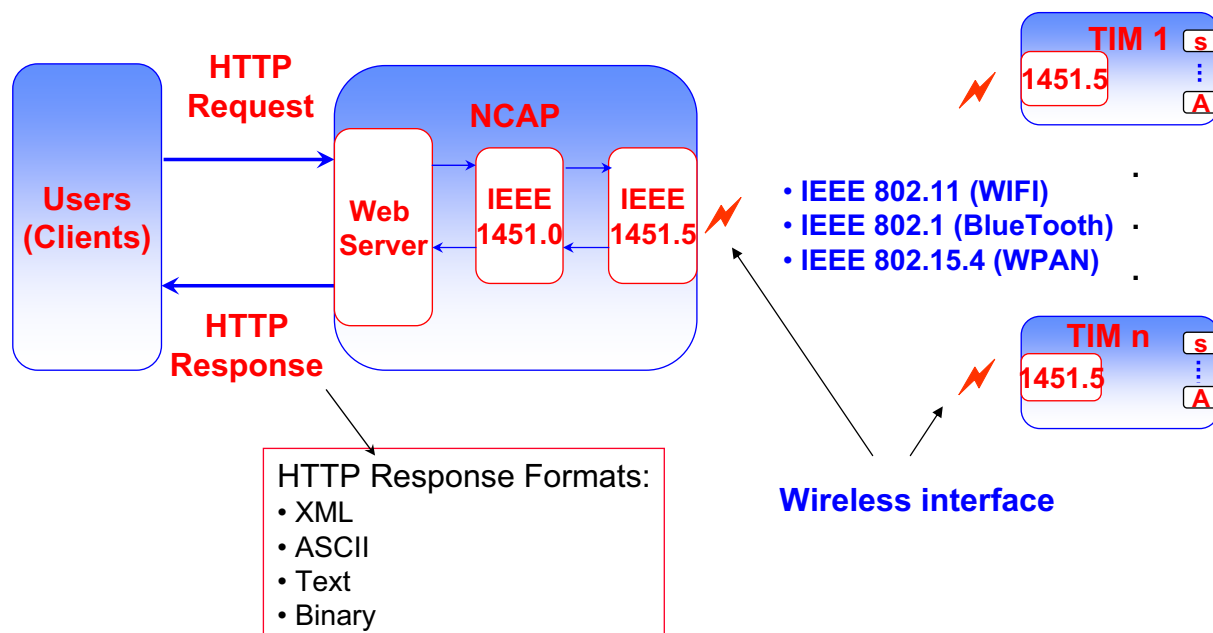 HTTP
Request
Users
(Clients)
HTTP
Response
NCAP
Web
Server
IEEE
1451.0
IEEE
1451.5
• IEEE 802.11 (WIFI)
• IEEE 802.1 (BlueTooth)
• IEEE 802.15.4 (WPAN)
TIM 1
1451.5
s
A
TIM n
1451.5
s
A
Wireless interface
HTTP Response Formats:
• XML
• ASCII
• Text
• Binary